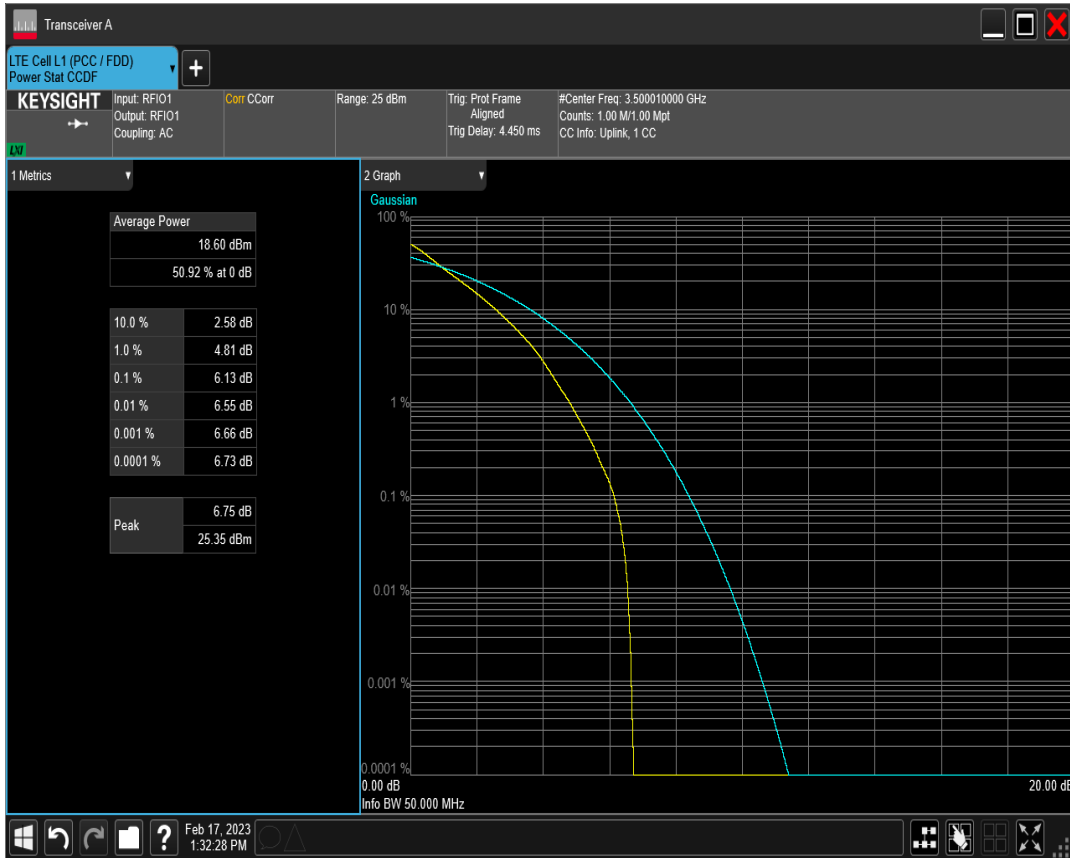 Transceiver A
LTE Cell L1 (PCC / FDD)
Power Stat CCDF
+
KEYSIGHT
LXI
Input: RFIO1
Output: RFIO1
Coupling: AC
Corr CCorr
Range: 25 dBm
Trig: Prot Frame
Aligned
Trig Delay: 4.450 ms
#Center Freq: 3.500010000 GHz
Counts: 1.00 M/1.00 Mpt
CC Info: Uplink, 1 CC
1 Metrics
Average Power
18.60 dBm
50.92 % at 0 dB
10.0 % 2.58 dB
1.0 % 4.81 dB
0.1 % 6.13 dB
0.01 % 6.55 dB
0.001 % 6.66 dB
0.0001 % 6.73 dB
Peak
6.75 dB
25.35 dBm
2 Graph
Gaussian
100 %
10 %
1 %
0.1 %
0.01 %
0.001 %
0.0001 %
0.00 dB
20.00 dB
Info BW 50.000 MHz
?
Feb 17, 2023
1:32:28 PM